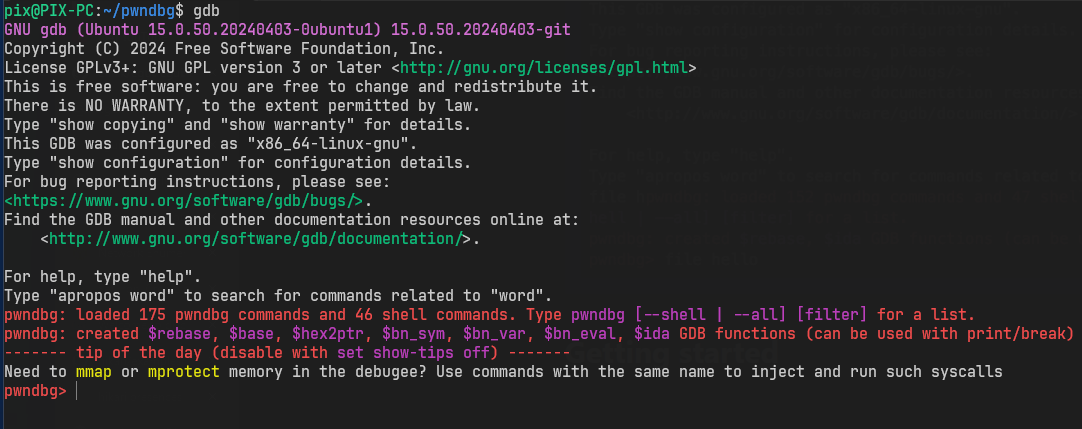 pix@PIX-PC:~/pwndbg$ gdb
GNU gdb (Ubuntu 15.0.50.20240403-0ubuntu1) 15.0.50.20240403-git
Copyright (C) 2024 Free Software Foundation, Inc.
License GPLv3+: GNU GPL version 3 or later <http://gnu.org/licenses/gpl.html>
This is free software: you are free to change and redistribute it.
There is NO WARRANTY, to the extent permitted by law.
Type "show copying" and "show warranty" for details.
This GDB was configured as "x86_64-linux-gnu".
Type "show configuration" for configuration details.
For bug reporting instructions, please see:
<https://www.gnu.org/software/gdb/bugs/>.
Find the GDB manual and other documentation resources online at:
    <http://www.gnu.org/software/gdb/documentation/>.

For help, type "help".
Type "apropos word" to search for commands related to "word".
pwndbg: loaded 175 pwndbg commands and 46 shell commands. Type pwndbg [--shell | --all] [filter] for a list.
pwndbg: created $rebase, $base, $hex2ptr, $bn_sym, $bn_var, $bn_eval, $ida GDB functions (can be used with print/break)
------- tip of the day (disable with set show-tips off) -------
Need to mmap or mprotect memory in the debugee? Use commands with the same name to inject and run such syscalls
pwndbg>